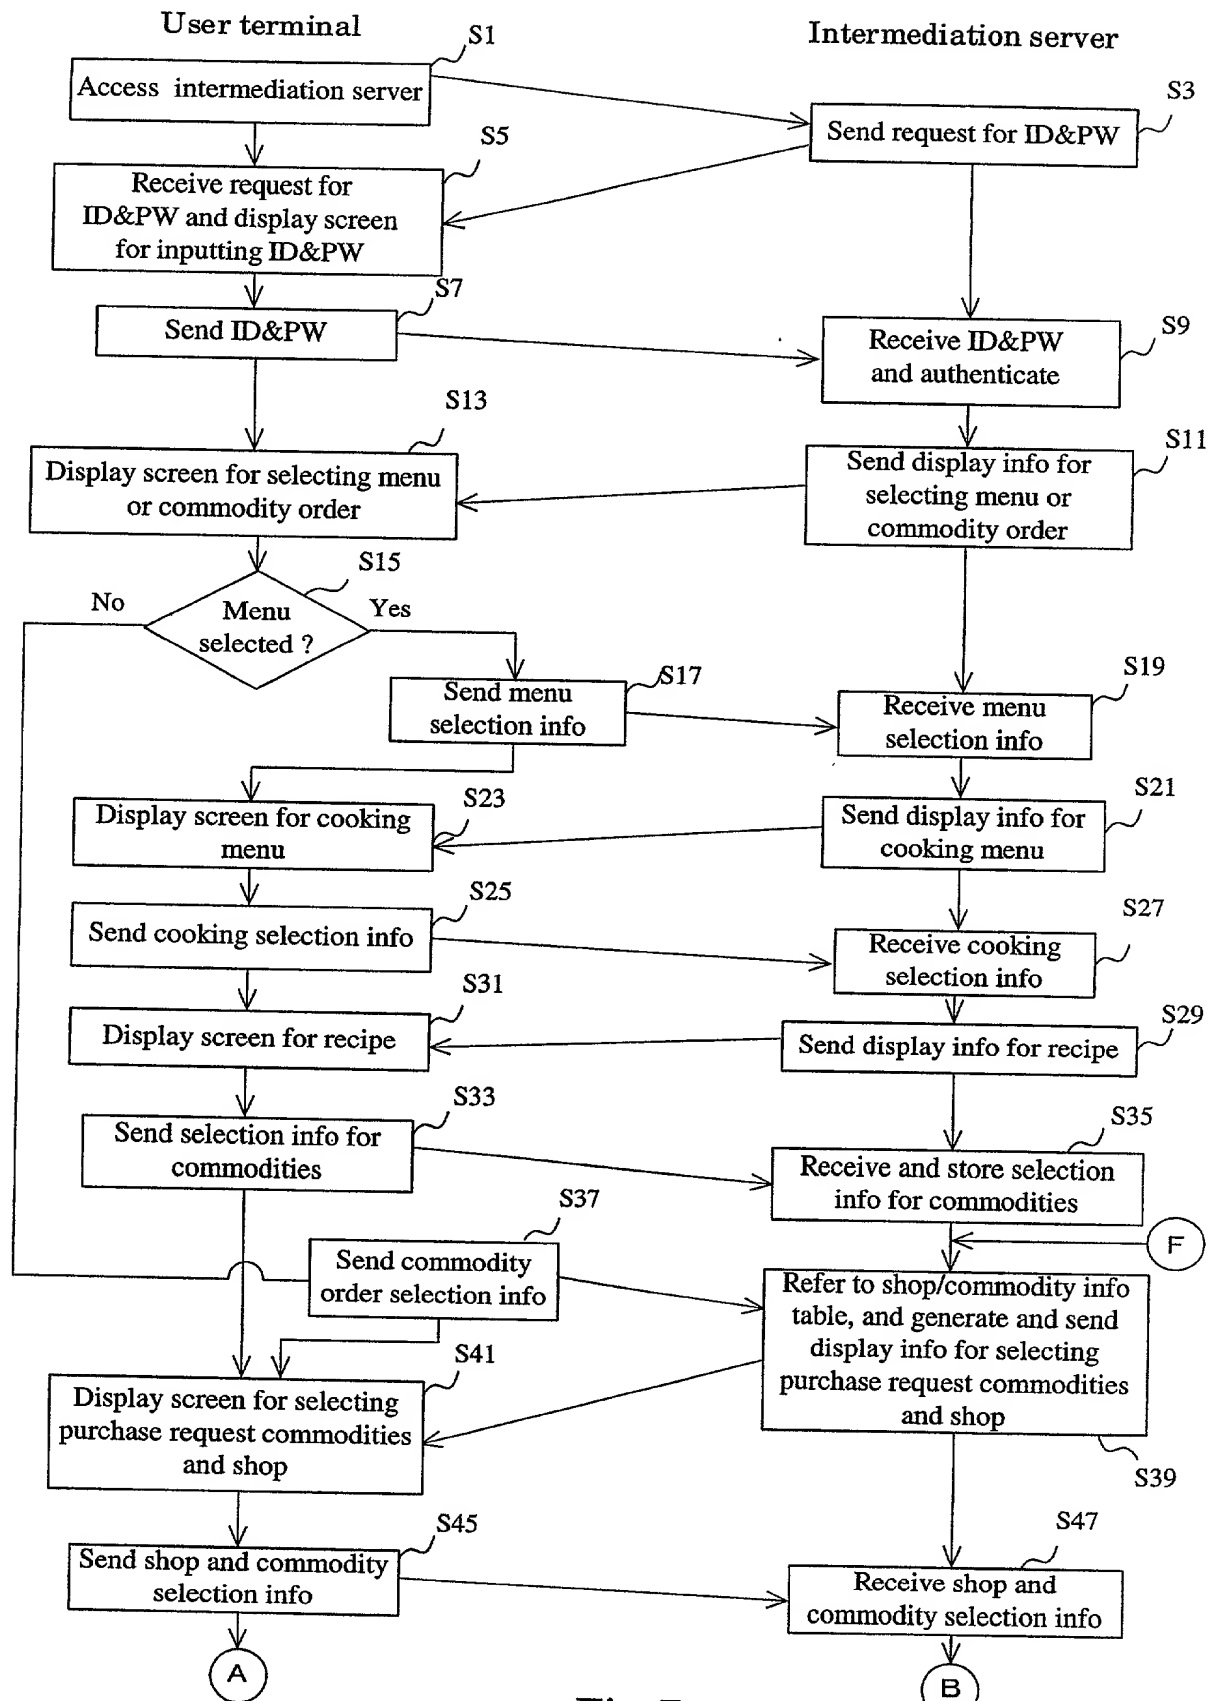 User terminal
Intermediation server
S1
Access intermediation server
S3
Send request for ID&PW
S5
Receive request for
ID&PW and display screen
for inputting ID&PW
S7
Send ID&PW
S9
Receive ID&PW
and authenticate
S13
Display screen for selecting menu
or commodity order
S11
Send display info for
selecting menu or
commodity order
S15
No
Menu
selected ?
Yes
S17
Send menu
selection info
S19
Receive menu
selection info
S23
Display screen for cooking
menu
S21
Send display info for
cooking menu
S25
Send cooking selection info
S27
Receive cooking
selection info
S31
Display screen for recipe
S29
Send display info for recipe
S33
Send selection info for
commodities
S35
Receive and store selection
info for commodities
F
S37
Send commodity
order selection info
Refer to shop/commodity info
table, and generate and send
display info for selecting
purchase request commodities
and shop
S39
S41
Display screen for selecting
purchase request commodities
and shop
S45
Send shop and commodity
selection info
S47
Receive shop and
commodity selection info
A
B